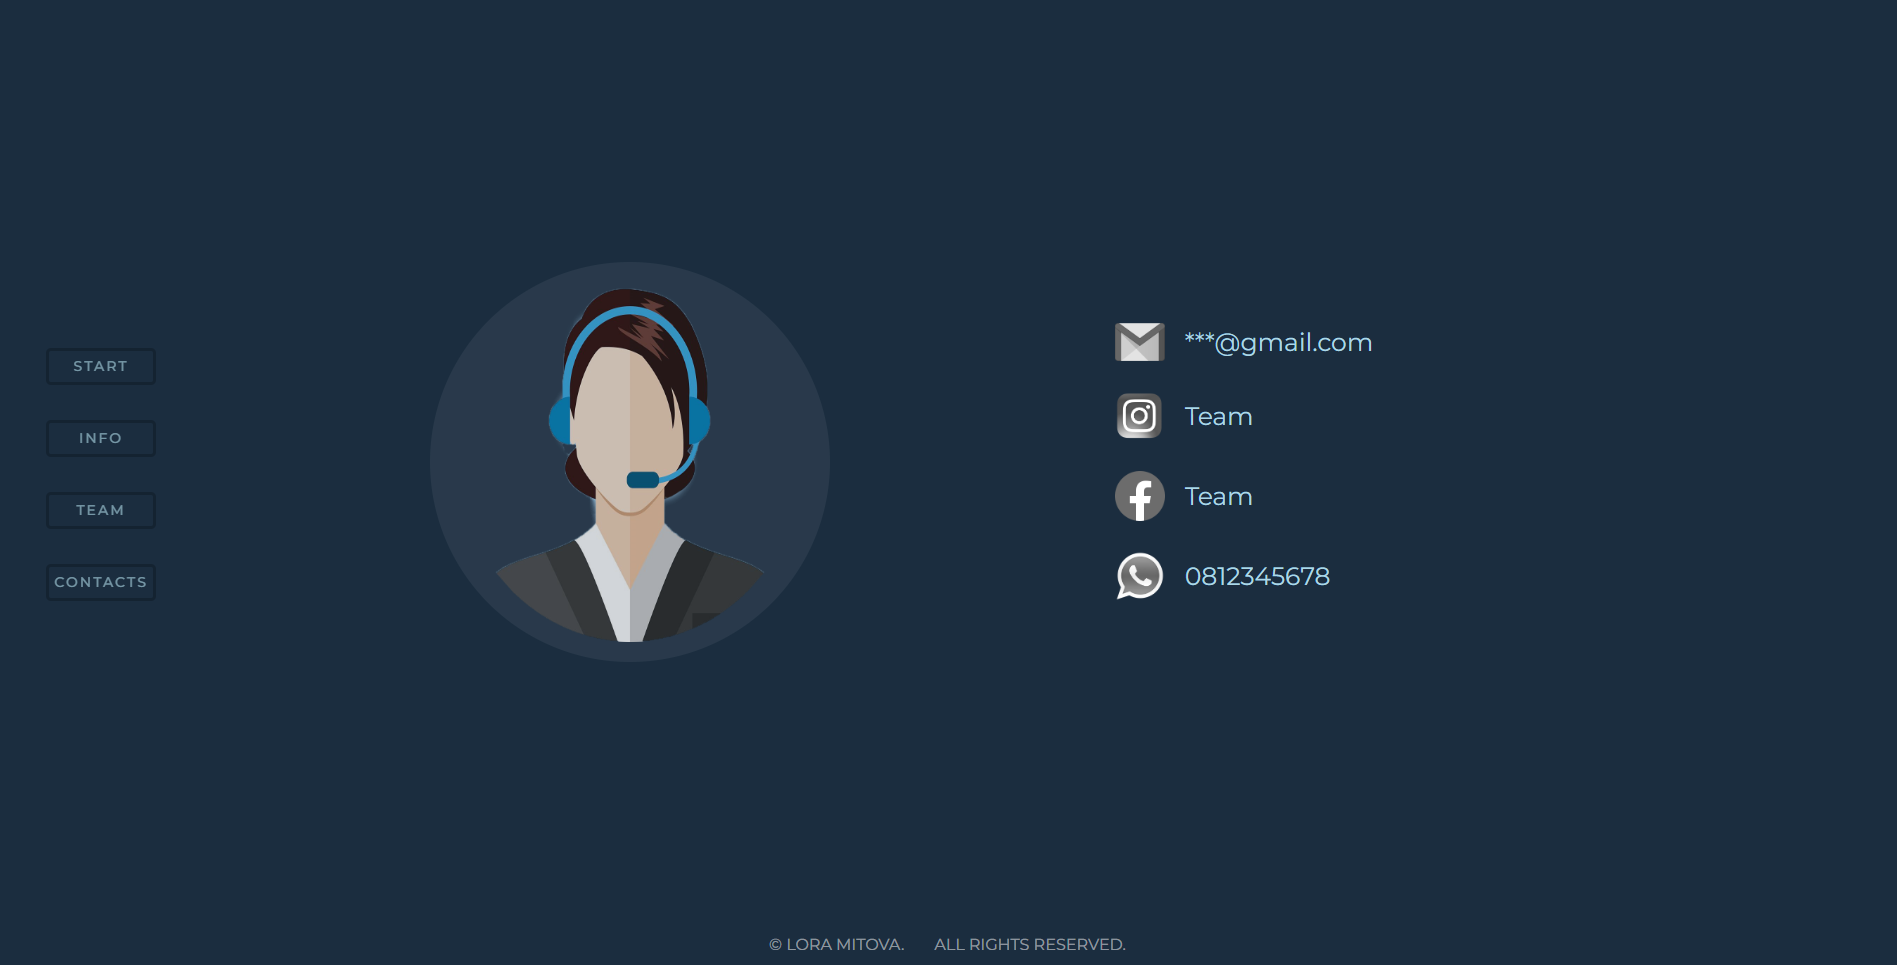 START
INFO
TEAM
CONTACTS
***@gmail.com
Team
Team
0812345678
© LORA MITOVA. ALL RIGHTS RESERVED.